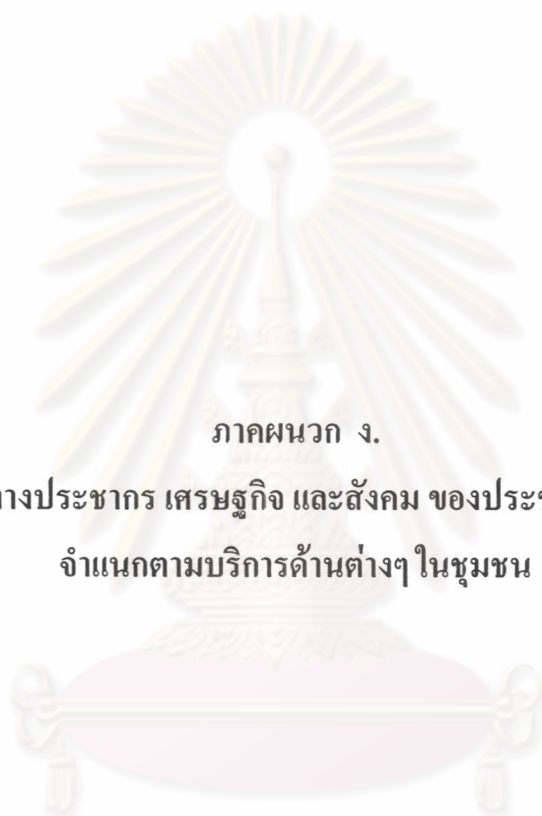 ภาคผนวก ง.
างประชากร เศรษฐกิจ และสังคม ของประช
จำแนกตามบริการด้านต่างๆ ในชุมชน